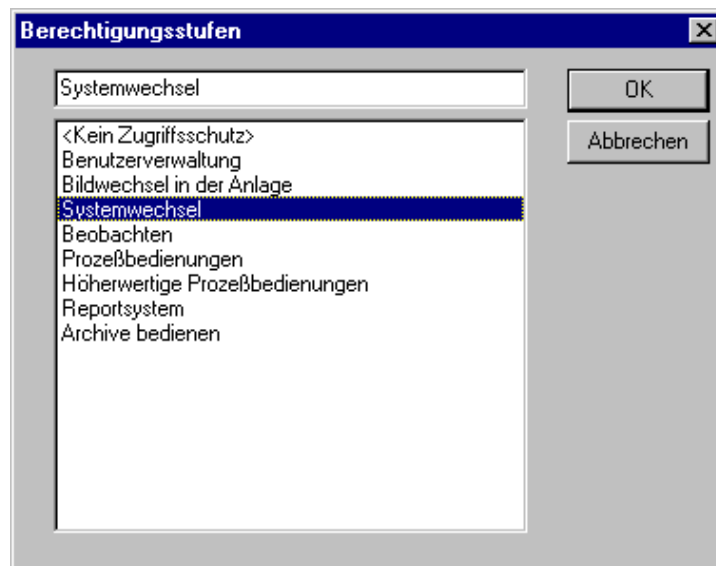 Berechtigungsstufen
Systemwechsel
OK
<Kein Zugriffsschutz>
Abbrechen
Benutzerverwaltung
Bildwechsel in der Anlage
Systemwechsel
Beobachten
Prozeßbedienungen
Höherwertige Prozeßbedienungen
Reportsystem
Archive bedienen